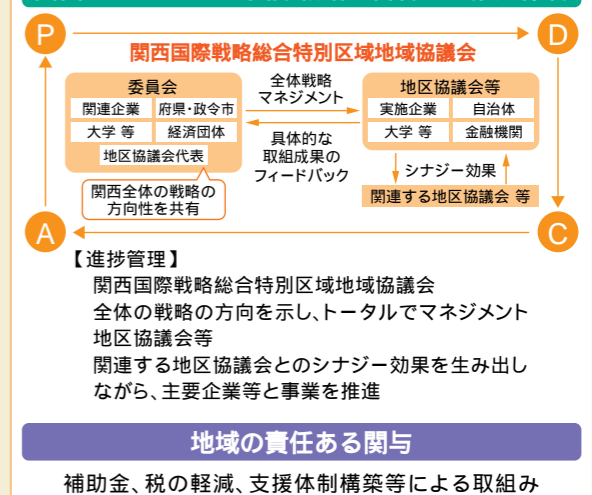 P
D
関西国際戦略総合特別区域地域協議会
委員会
関連企業
府県・政令市
大学 等
経済団体
地区協議会代表
関西全体の戦略の
方向性を共有
全体戦略
マネジメント
具体的な
取組成果の
フィードバック
地区協議会等
実施企業
自治体
大学 等
金融機関
シナジー効果
関連する地区協議会 等
A
C
【進捗管理】
関西国際戦略総合特別区域地域協議会
全体の戦略の方向を示し、トータルでマネジメント
地区協議会等
関連する地区協議会とのシナジー効果を生み出し
ながら、主要企業等と事業を推進
地域の責任ある関与
補助金、税の軽減、支援体制構築等による取組み